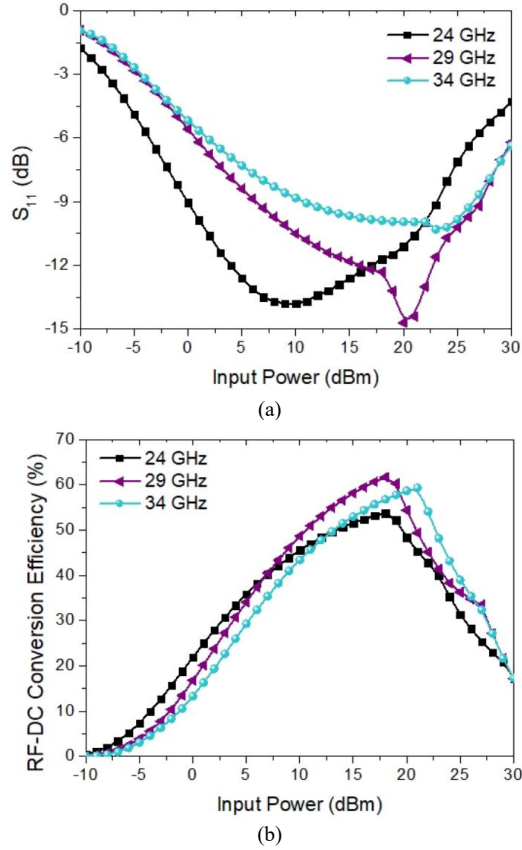 0
-3
-6
-9
-12
-15
S11 (dB)
24 GHz
29 GHz
34 GHz
-10 -5 0 5 10 15 20 25 30
Input Power (dBm)
(a)
70
60
50
40
30
20
10
0
RF-DC Conversion Efficiency (%)
24 GHz
29 GHz
34 GHz
-10 -5 0 5 10 15 20 25 30
Input Power (dBm)
(b)